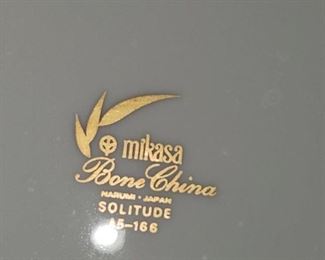 mikasa
Bone China
NARUMI • JAPAN
SOLITUDE
A5-166